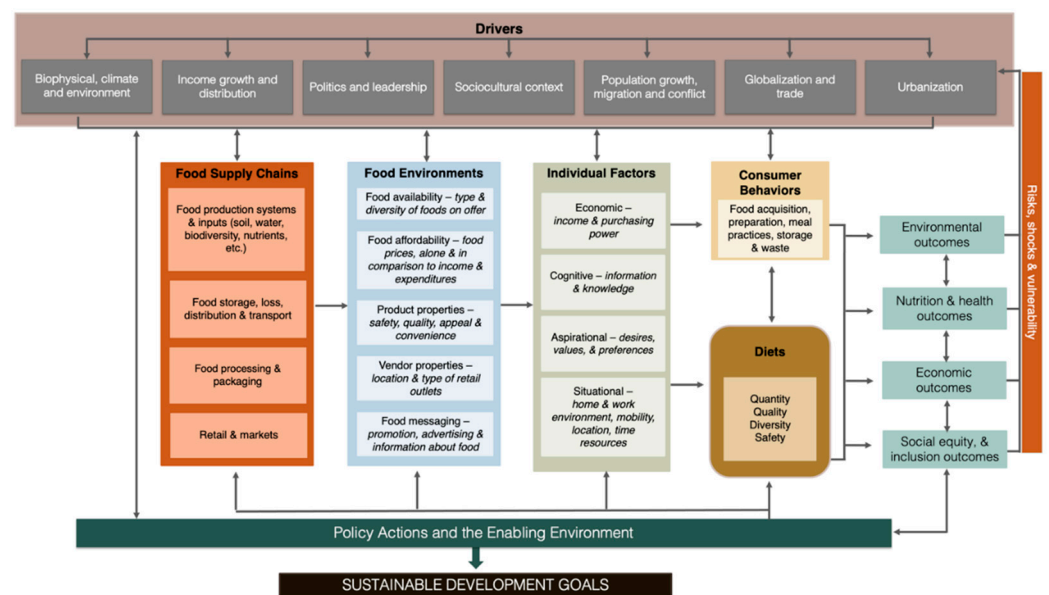 Drivers
Biophysical, climate
and environment
Income growth and
distribution
Politics and leadership
Sociocultural context
Population growth,
migration and conflict
Globalization and
trade
Urbanization
Food Supply Chains
Food production systems
& inputs (soil, water,
biodiversity, nutrients,
etc.)
Food storage, loss,
distribution & transport
Food processing &
packaging
Retail & markets
Food Environments
Food availability – type &
diversity of foods on offer
Food affordability – food
prices, alone & in
comparison to income &
expenditures
Product properties –
safety, quality, appeal &
convenience
Vendor properties –
location & type of retail
outlets
Food messaging –
promotion, advertising &
information about food
Individual Factors
Economic –
income & purchasing
power
Cognitive – information
& knowledge
Aspirational – desires,
values, & preferences
Situational –
home & work
environment, mobility,
location, time
resources
Consumer
Behaviors
Food acquisition,
preparation, meal
practices, storage
& waste
Diets
Quantity
Quality
Diversity
Safety
Environmental
outcomes
Nutrition & health
outcomes
Economic
outcomes
Social equity, &
inclusion outcomes
Risks, shocks & vulnerability
Policy Actions and the Enabling Environment
SUSTAINABLE DEVELOPMENT GOALS